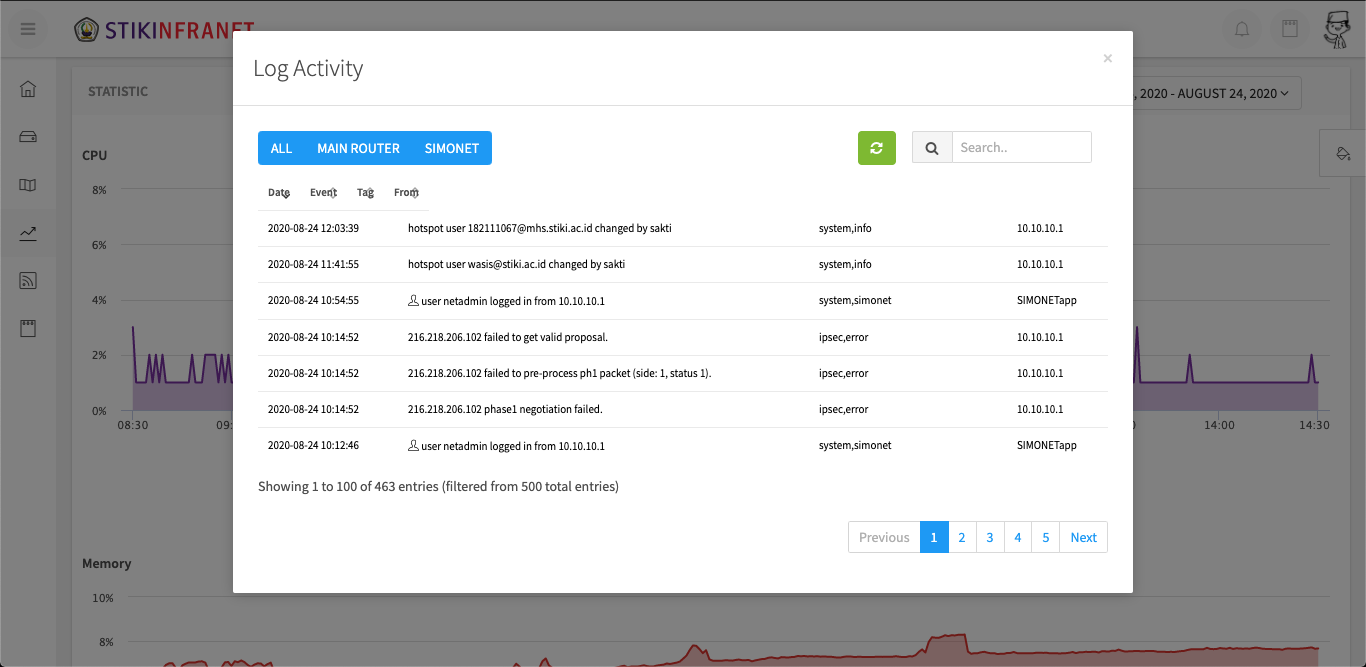 STIKINFRANET
Log Activity
×
STATISTIC
, 2020 - AUGUST 24, 2020
ALL MAIN ROUTER SIMONET
Search..
CPU
Date Event Tag From
2020-08-24 12:03:39 hotspot user 182111067@mhs.stiki.ac.id changed by sakti system,info 10.10.10.1
2020-08-24 11:41:55 hotspot user wasis@stiki.ac.id changed by sakti system,info 10.10.10.1
2020-08-24 10:54:55 user netadmin logged in from 10.10.10.1 system,simonet SIMONETapp
2020-08-24 10:14:52 216.218.206.102 failed to get valid proposal. ipsec,error 10.10.10.1
2020-08-24 10:14:52 216.218.206.102 failed to pre-process ph1 packet (side: 1, status 1). ipsec,error 10.10.10.1
2020-08-24 10:14:52 216.218.206.102 phase1 negotiation failed. ipsec,error 10.10.10.1
2020-08-24 10:12:46 user netadmin logged in from 10.10.10.1 system,simonet SIMONETapp
Showing 1 to 100 of 463 entries (filtered from 500 total entries)
Previous 1 2 3 4 5 Next
8%
6%
4%
2%
0%
08:30 09: 14:00 14:30
Memory
10%
8%